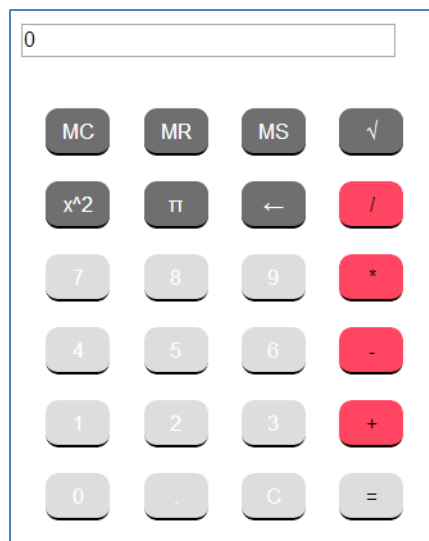 0
MC MR MS √
x^2 π ← /
7 8 9 *
4 5 6 -
1 2 3 +
0 . C =